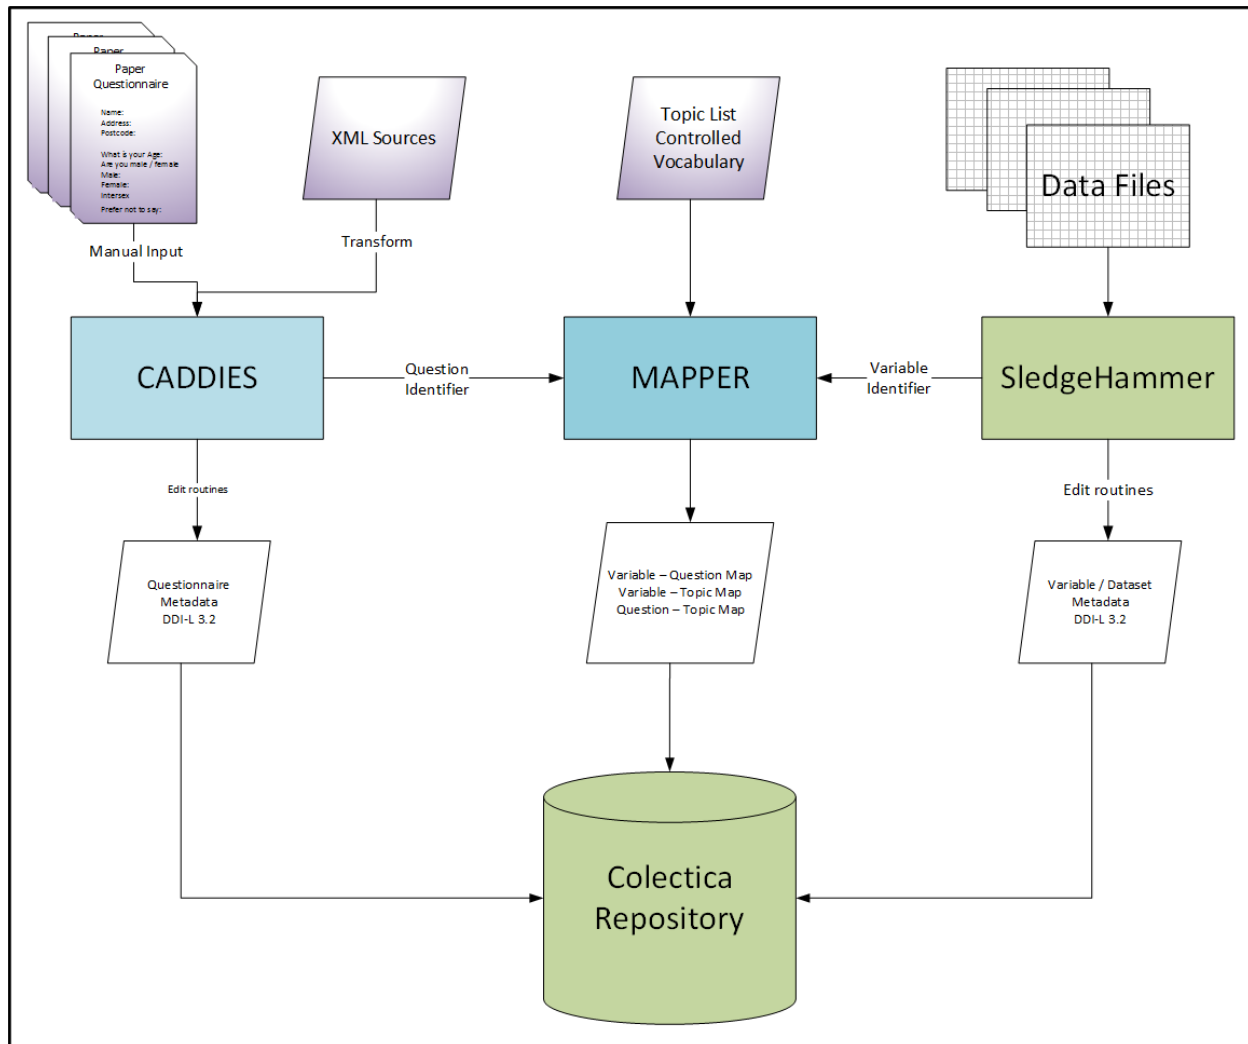 Paper
Paper
Paper
Questionnaire
Name:
Address:
Postcode:
What is your Age:
Are you male / female
Male:
Female:
Intersex
Prefer not to say:
XML Sources
Topic List
Controlled
Vocabulary
Data Files
Manual Input
Transform
CADDIES
Question
Identifier
MAPPER
Variable
Identifier
SledgeHammer
Edit routines
Edit routines
Questionnaire
Metadata
DDI-L 3.2
Variable – Question Map
Variable – Topic Map
Question – Topic Map
Variable / Dataset
Metadata
DDI-L 3.2
Colectica
Repository